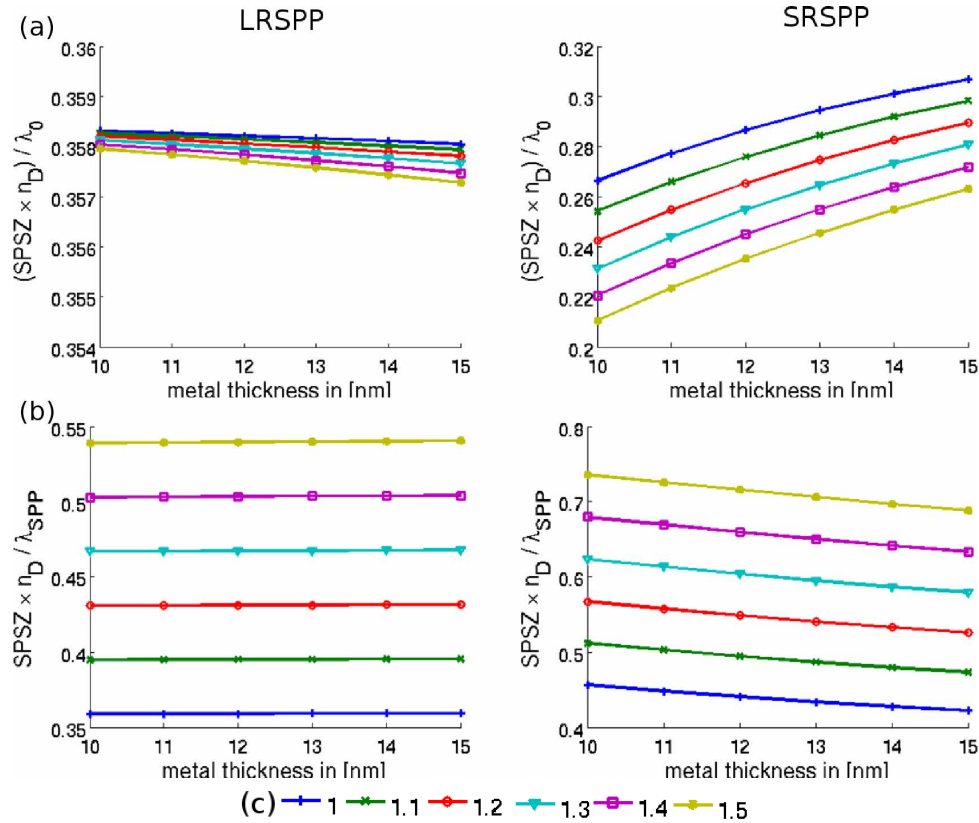 (a)
LRSPP
SRSPP
(SPSZ × n_D) / λ_0
0.36
0.359
0.358
0.357
0.356
0.355
0.354
10 11 12 13 14 15
metal thickness in [nm]
(SPSZ × n_D) / λ_0
0.32
0.3
0.28
0.26
0.24
0.22
0.2
10 11 12 13 14 15
metal thickness in [nm]
(b)
SPSZ × n_D / λ_SPP
0.55
0.5
0.45
0.4
0.35
10 11 12 13 14 15
metal thickness in [nm]
SPSZ × n_D / λ_SPP
0.8
0.7
0.6
0.5
0.4
10 11 12 13 14 15
metal thickness in [nm]
(c) 1 1.1 1.2 1.3 1.4 1.5